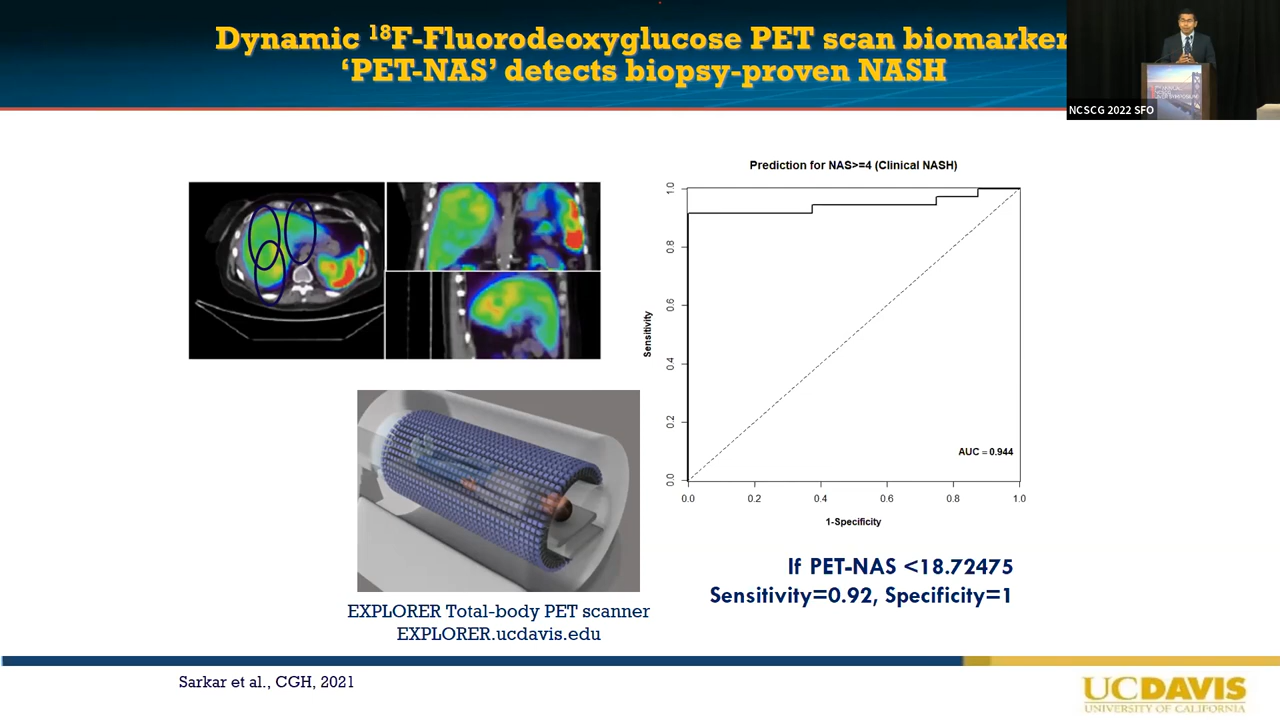 Dynamic 18F-Fluorodeoxyglucose PET scan biomarker
‘PET-NAS’ detects biopsy-proven NASH
NCSCG 2022 SFO
Prediction for NAS>=4 (Clinical NASH)
1.0
0.8
0.6
0.4
0.2
0.0
Sensitivity
AUC = 0.944
0.0 0.2 0.4 0.6 0.8 1.0
1-Specificity
If PET-NAS <18.72475
Sensitivity=0.92, Specificity=1
EXPLORER Total-body PET scanner
EXPLORER.ucdavis.edu
Sarkar et al., CGH, 2021
UCDAVIS
UNIVERSITY OF CALIFORNIA